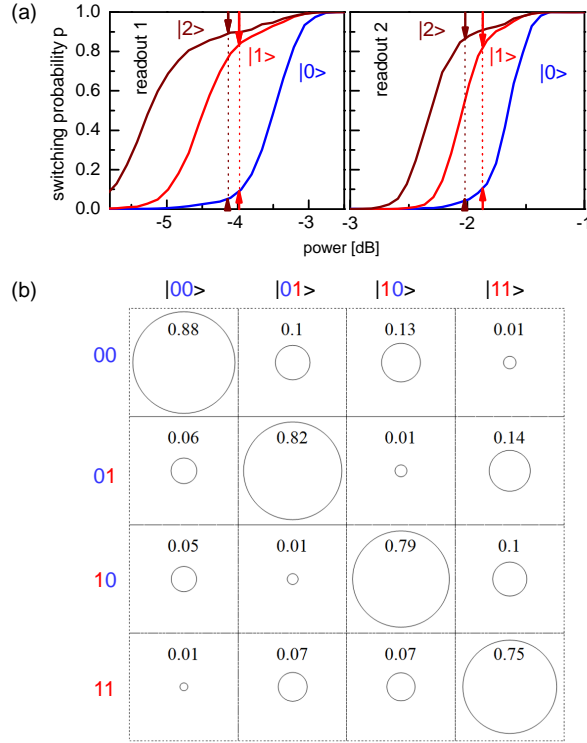 (a)
switching probability p
1.0
0.8
0.6
0.4
0.2
0.0
readout 1
|2>
|1>
|0>
-5 -4 -3
readout 2
|2>
|1>
|0>
-3 -2 -1
power [dB]
(b)
|00> |01> |10> |11>
00 0.88 0.1 0.13 0.01
01 0.06 0.82 0.01 0.14
10 0.05 0.01 0.79 0.1
11 0.01 0.07 0.07 0.75